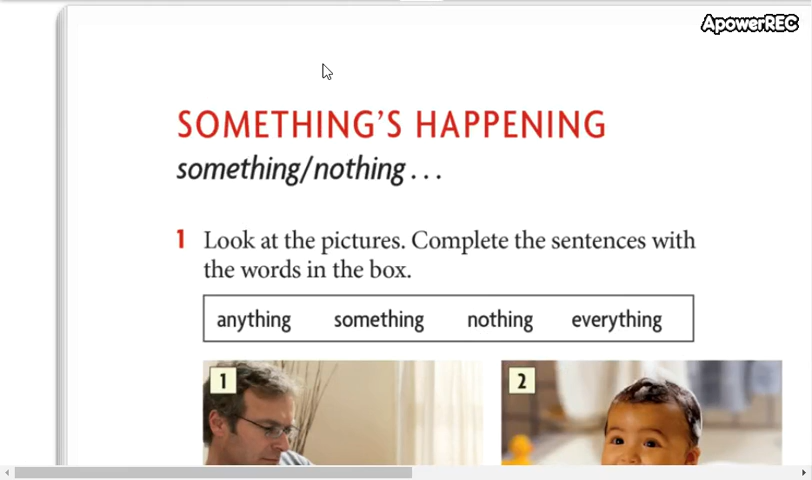 ApowerREC
SOMETHING'S HAPPENING
something/nothing . . .
1 Look at the pictures. Complete the sentences with
the words in the box.
anything something nothing everything
1 2